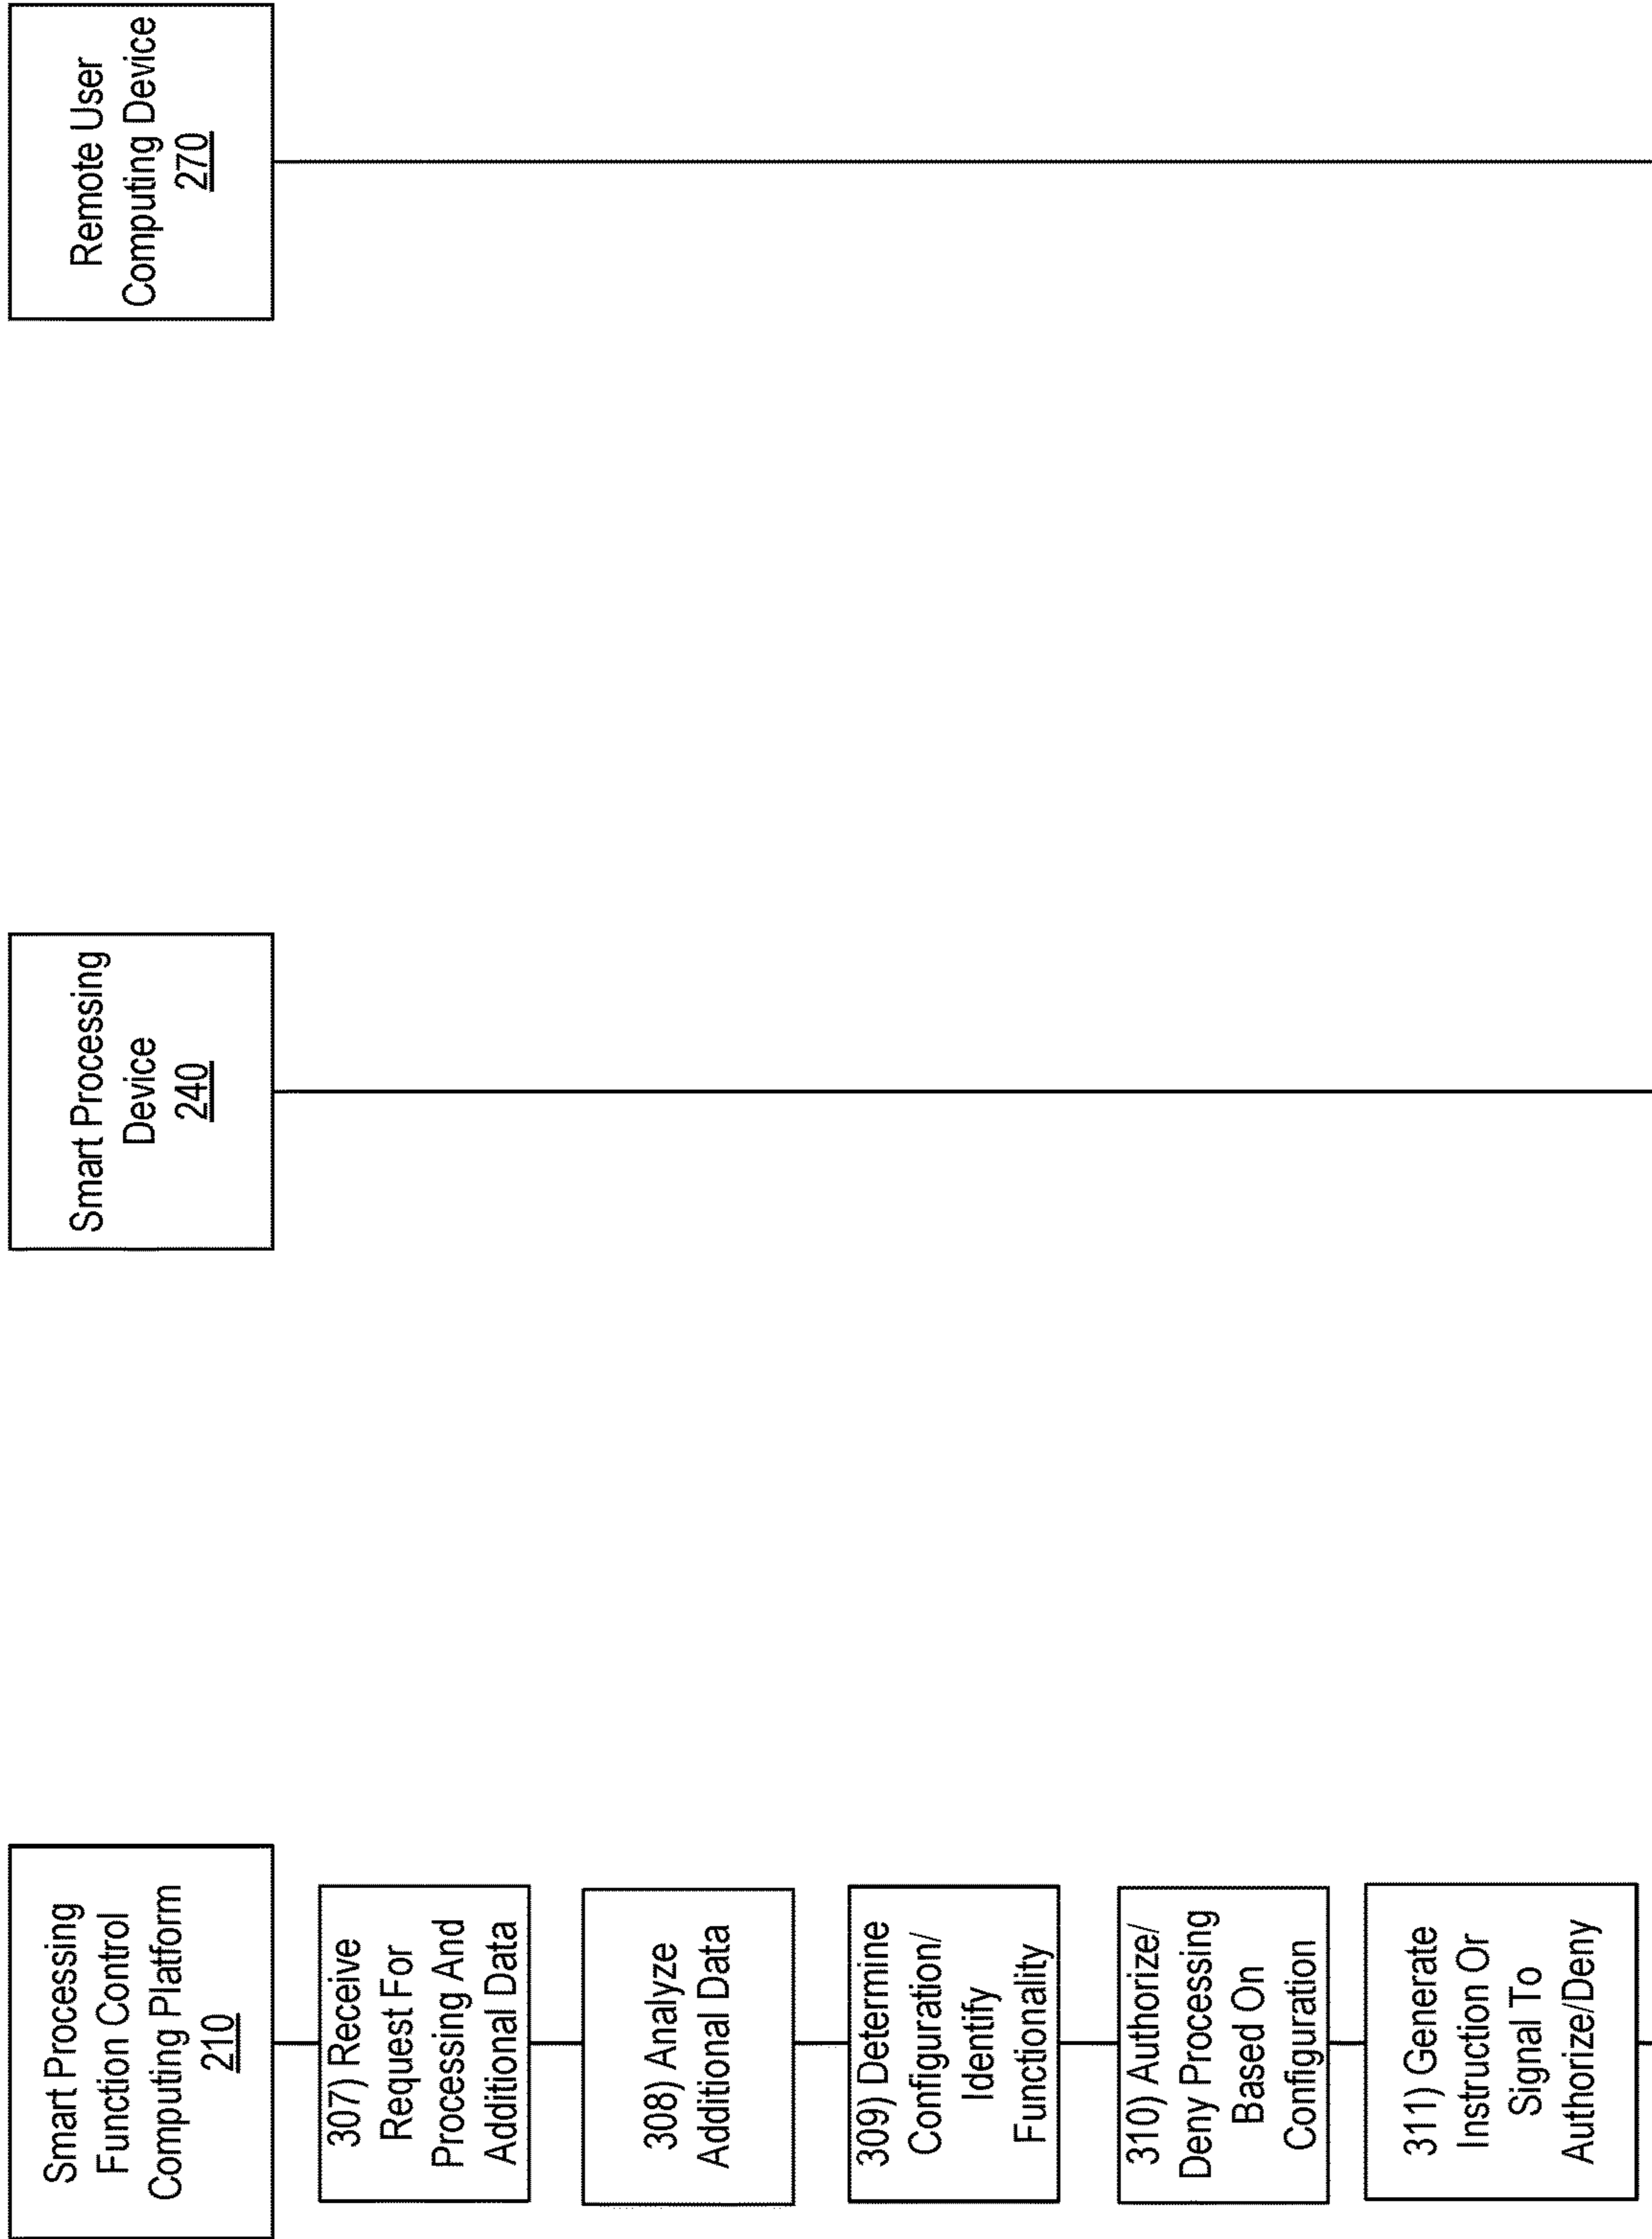 Smart Processing
Function Control
Computing Platform
210
Smart Processing
Device
240
Remote User
Computing Device
270
307) Receive
Request For
Processing And
Additional Data
308) Analyze
Additional Data
309) Determine
Configuration/
Identify
Functionality
310) Authorize/
Deny Processing
Based On
Configuration
311) Generate
Instruction Or
Signal To
Authorize/Deny